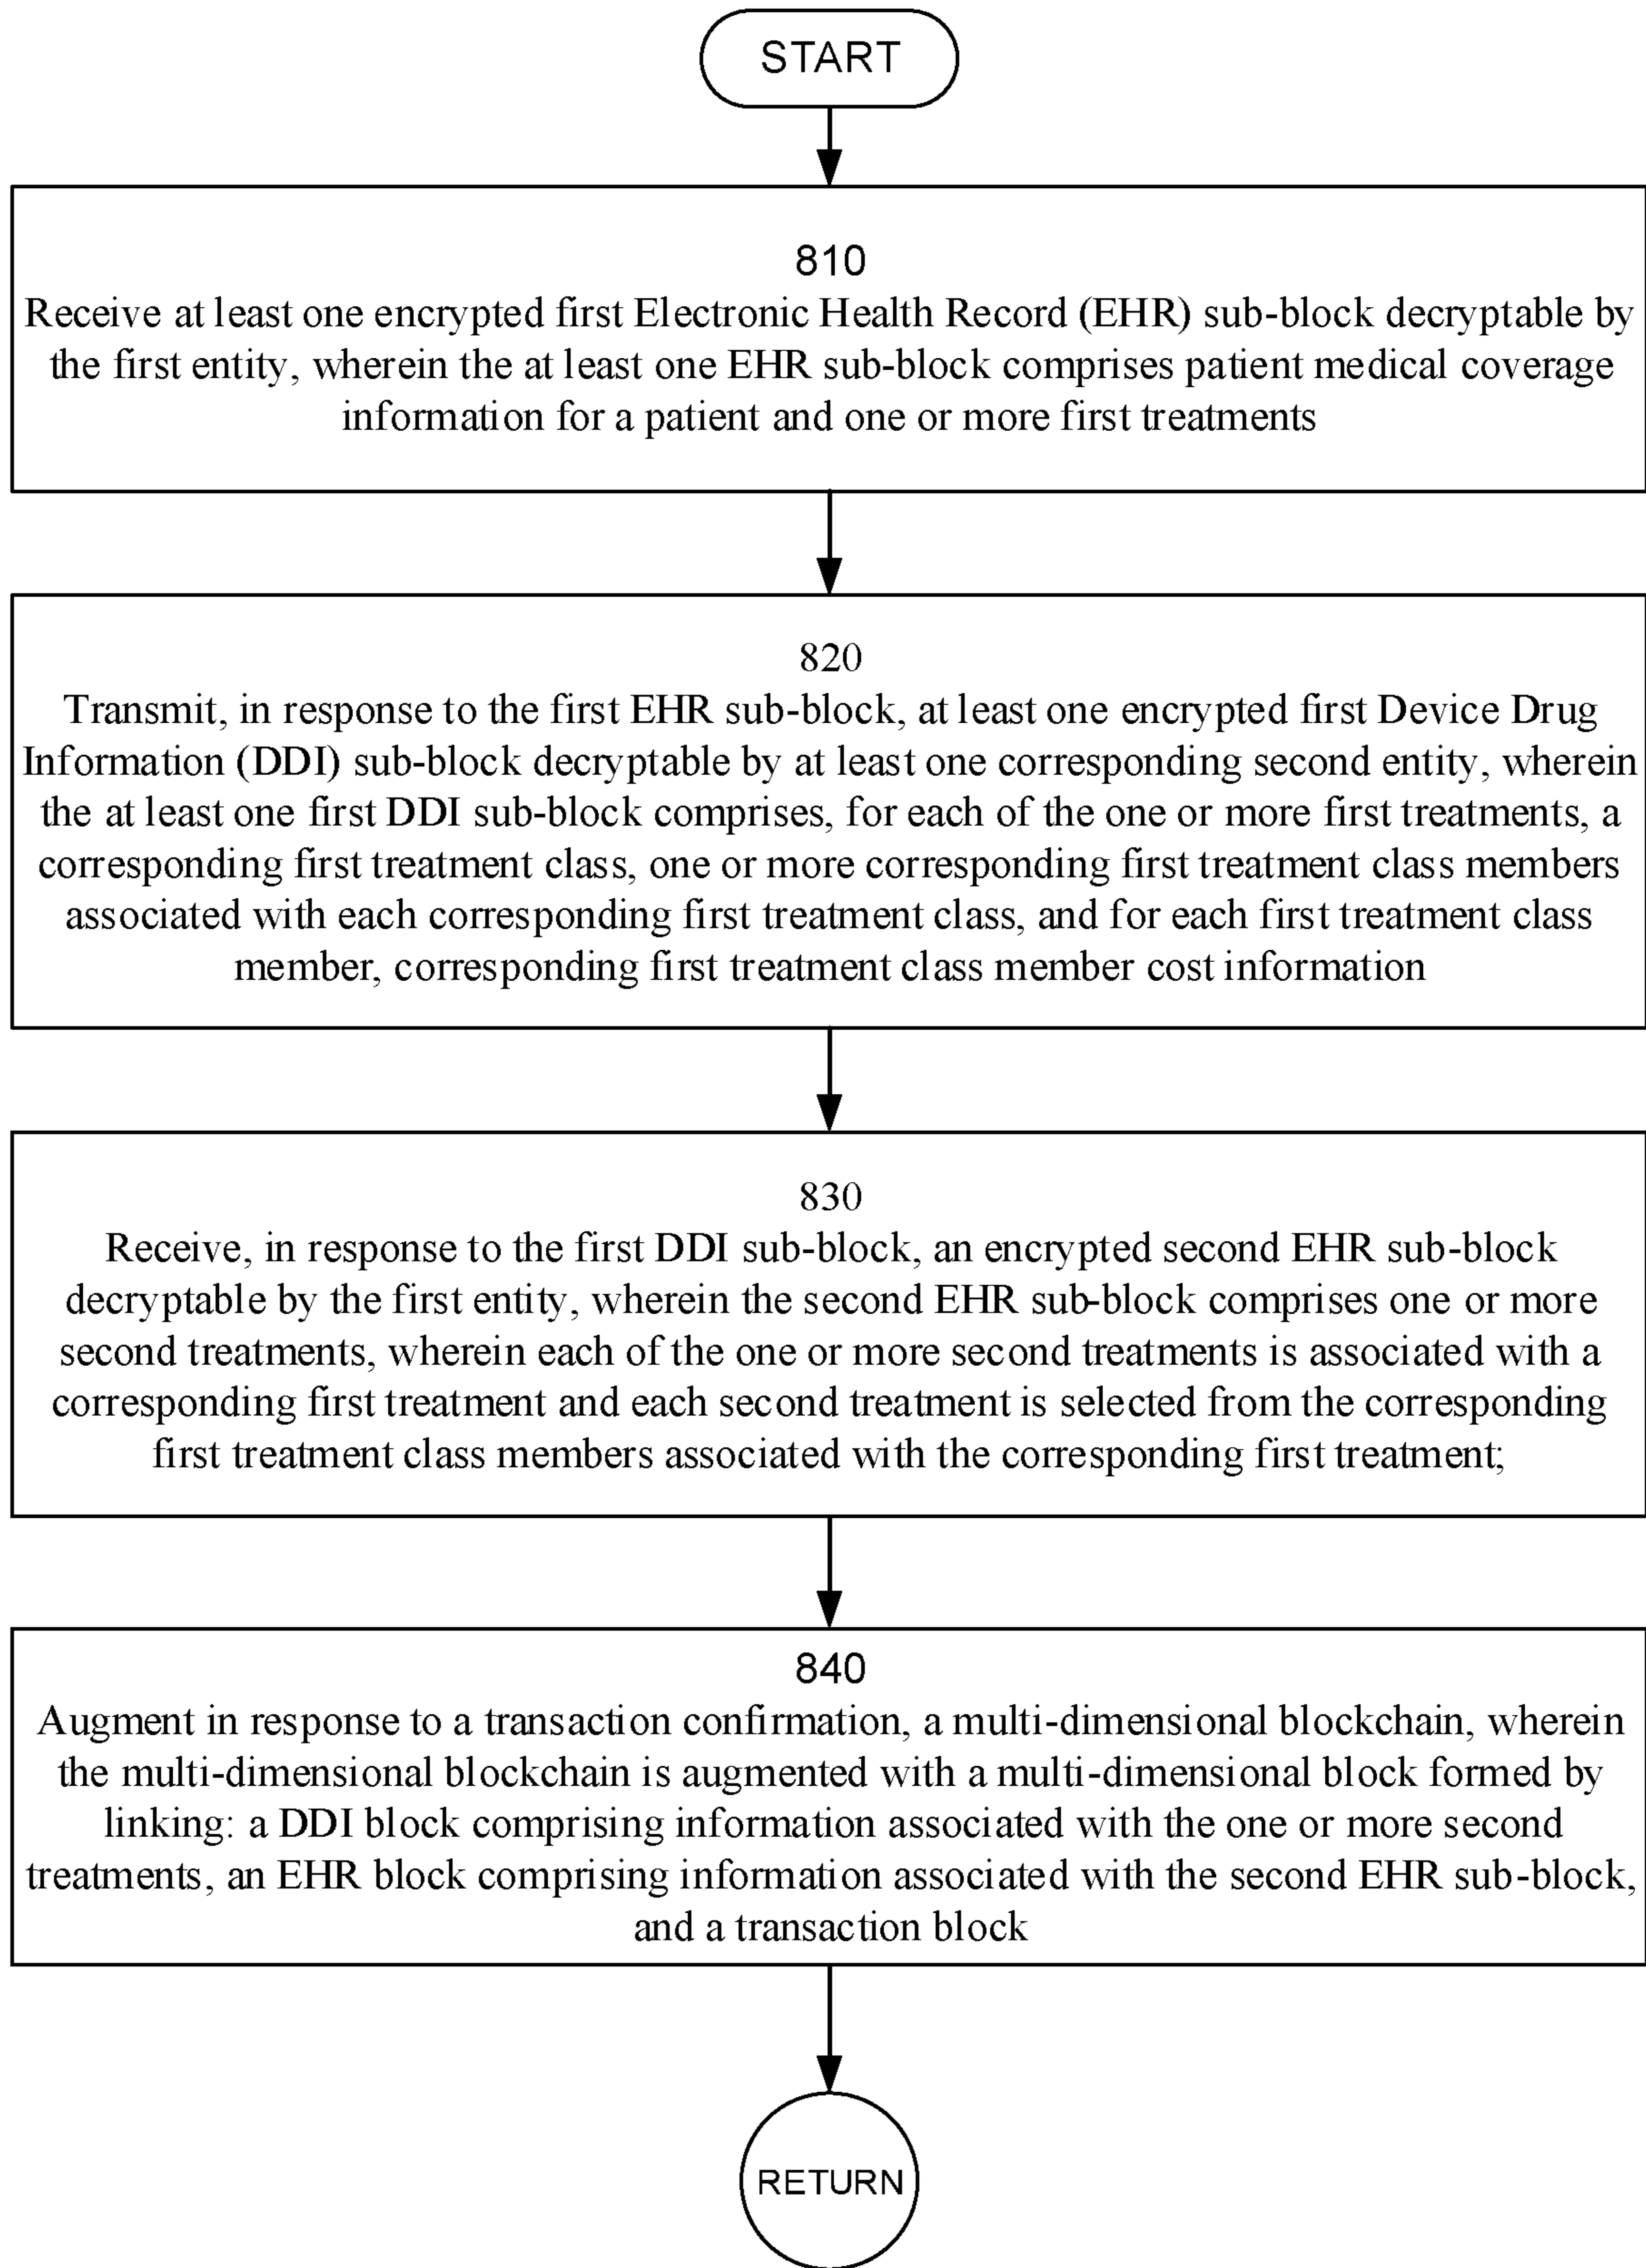 START
810
Receive at least one encrypted first Electronic Health Record (EHR) sub-block decryptable by
the first entity, wherein the at least one EHR sub-block comprises patient medical coverage
information for a patient and one or more first treatments
820
Transmit, in response to the first EHR sub-block, at least one encrypted first Device Drug
Information (DDI) sub-block decryptable by at least one corresponding second entity, wherein
the at least one first DDI sub-block comprises, for each of the one or more first treatments, a
corresponding first treatment class, one or more corresponding first treatment class members
associated with each corresponding first treatment class, and for each first treatment class
member, corresponding first treatment class member cost information
830
Receive, in response to the first DDI sub-block, an encrypted second EHR sub-block
decryptable by the first entity, wherein the second EHR sub-block comprises one or more
second treatments, wherein each of the one or more second treatments is associated with a
corresponding first treatment and each second treatment is selected from the corresponding
first treatment class members associated with the corresponding first treatment;
840
Augment in response to a transaction confirmation, a multi-dimensional blockchain, wherein
the multi-dimensional blockchain is augmented with a multi-dimensional block formed by
linking: a DDI block comprising information associated with the one or more second
treatments, an EHR block comprising information associated with the second EHR sub-block,
and a transaction block
RETURN